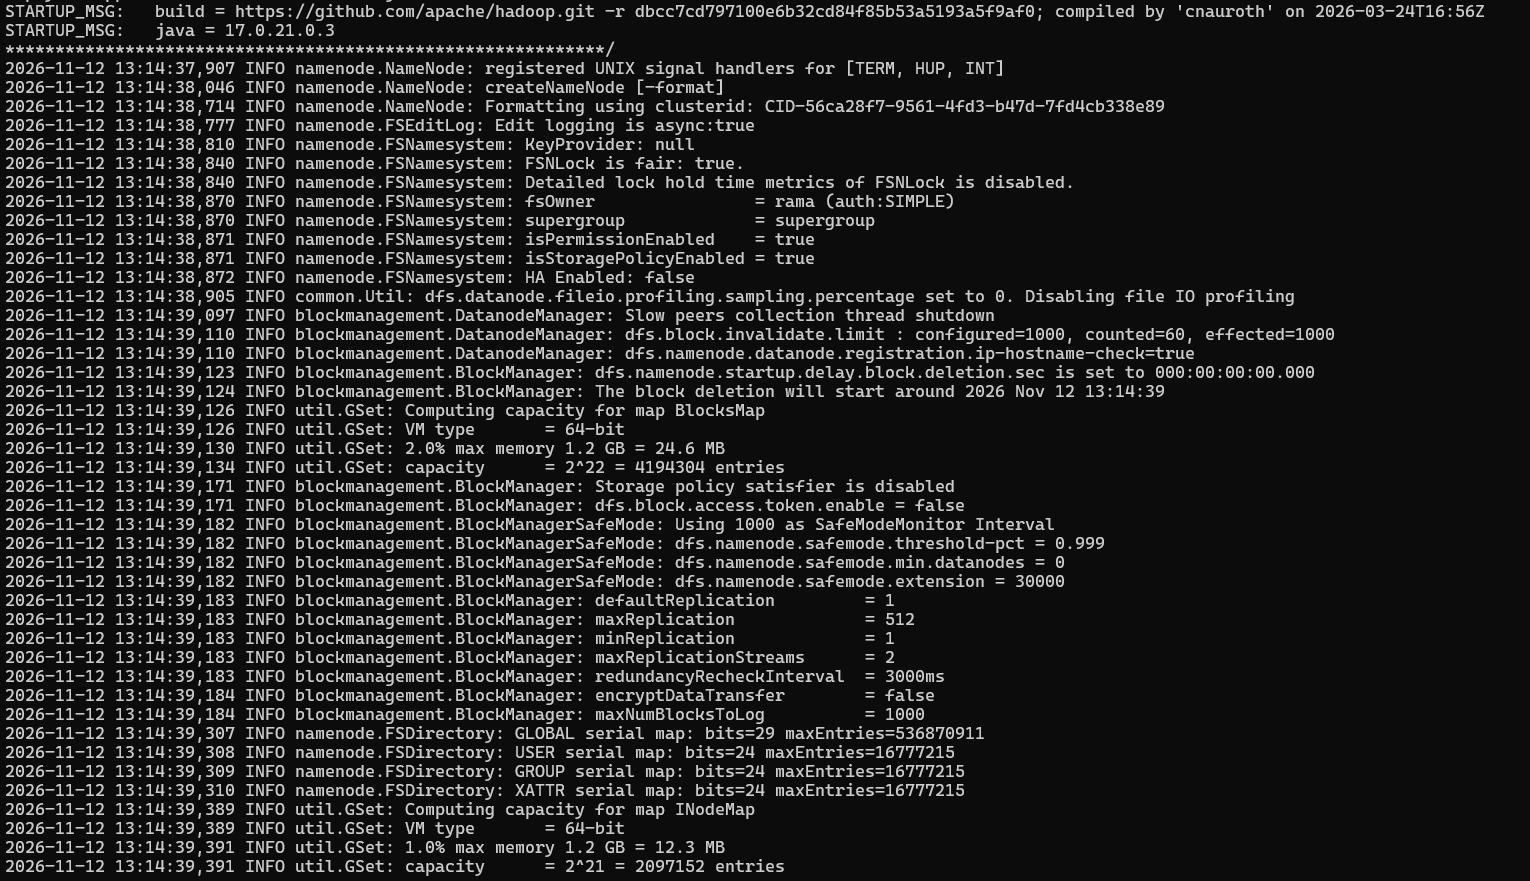 STARTUP_MSG:   build = https://github.com/apache/hadoop.git -r dbcc7cd797100e6b32cd84f85b53a5193a5f9af0; compiled by 'cnauroth' on 2026-03-24T16:56Z
STARTUP_MSG:   java = 17.0.21.0.3
************************************************************/
2026-11-12 13:14:37,907 INFO namenode.NameNode: registered UNIX signal handlers for [TERM, HUP, INT]
2026-11-12 13:14:38,046 INFO namenode.NameNode: createNameNode [-format]
2026-11-12 13:14:38,714 INFO namenode.NameNode: Formatting using clusterid: CID-56ca28f7-9561-4fd3-b47d-7fd4cb338e89
2026-11-12 13:14:38,777 INFO namenode.FSEditLog: Edit logging is async:true
2026-11-12 13:14:38,810 INFO namenode.FSNamesystem: KeyProvider: null
2026-11-12 13:14:38,840 INFO namenode.FSNamesystem: FSNLock is fair: true.
2026-11-12 13:14:38,840 INFO namenode.FSNamesystem: Detailed lock hold time metrics of FSNLock is disabled.
2026-11-12 13:14:38,870 INFO namenode.FSNamesystem: fsOwner                = rama (auth:SIMPLE)
2026-11-12 13:14:38,870 INFO namenode.FSNamesystem: supergroup             = supergroup
2026-11-12 13:14:38,871 INFO namenode.FSNamesystem: isPermissionEnabled    = true
2026-11-12 13:14:38,871 INFO namenode.FSNamesystem: isStoragePolicyEnabled = true
2026-11-12 13:14:38,872 INFO namenode.FSNamesystem: HA Enabled: false
2026-11-12 13:14:38,905 INFO common.Util: dfs.datanode.fileio.profiling.sampling.percentage set to 0. Disabling file IO profiling
2026-11-12 13:14:39,097 INFO blockmanagement.DatanodeManager: Slow peers collection thread shutdown
2026-11-12 13:14:39,110 INFO blockmanagement.DatanodeManager: dfs.block.invalidate.limit : configured=1000, counted=60, effected=1000
2026-11-12 13:14:39,110 INFO blockmanagement.DatanodeManager: dfs.namenode.datanode.registration.ip-hostname-check=true
2026-11-12 13:14:39,123 INFO blockmanagement.BlockManager: dfs.namenode.startup.delay.block.deletion.sec is set to 000:00:00:00.000
2026-11-12 13:14:39,124 INFO blockmanagement.BlockManager: The block deletion will start around 2026 Nov 12 13:14:39
2026-11-12 13:14:39,126 INFO util.GSet: Computing capacity for map BlocksMap
2026-11-12 13:14:39,126 INFO util.GSet: VM type       = 64-bit
2026-11-12 13:14:39,130 INFO util.GSet: 2.0% max memory 1.2 GB = 24.6 MB
2026-11-12 13:14:39,134 INFO util.GSet: capacity      = 2^22 = 4194304 entries
2026-11-12 13:14:39,171 INFO blockmanagement.BlockManager: Storage policy satisfier is disabled
2026-11-12 13:14:39,171 INFO blockmanagement.BlockManager: dfs.block.access.token.enable = false
2026-11-12 13:14:39,182 INFO blockmanagement.BlockManagerSafeMode: Using 1000 as SafeModeMonitor Interval
2026-11-12 13:14:39,182 INFO blockmanagement.BlockManagerSafeMode: dfs.namenode.safemode.threshold-pct = 0.999
2026-11-12 13:14:39,182 INFO blockmanagement.BlockManagerSafeMode: dfs.namenode.safemode.min.datanodes = 0
2026-11-12 13:14:39,182 INFO blockmanagement.BlockManagerSafeMode: dfs.namenode.safemode.extension = 30000
2026-11-12 13:14:39,183 INFO blockmanagement.BlockManager: defaultReplication         = 1
2026-11-12 13:14:39,183 INFO blockmanagement.BlockManager: maxReplication             = 512
2026-11-12 13:14:39,183 INFO blockmanagement.BlockManager: minReplication             = 1
2026-11-12 13:14:39,183 INFO blockmanagement.BlockManager: maxReplicationStreams      = 2
2026-11-12 13:14:39,183 INFO blockmanagement.BlockManager: redundancyRecheckInterval  = 3000ms
2026-11-12 13:14:39,184 INFO blockmanagement.BlockManager: encryptDataTransfer        = false
2026-11-12 13:14:39,184 INFO blockmanagement.BlockManager: maxNumBlocksToLog          = 1000
2026-11-12 13:14:39,307 INFO namenode.FSDirectory: GLOBAL serial map: bits=29 maxEntries=536870911
2026-11-12 13:14:39,308 INFO namenode.FSDirectory: USER serial map: bits=24 maxEntries=16777215
2026-11-12 13:14:39,309 INFO namenode.FSDirectory: GROUP serial map: bits=24 maxEntries=16777215
2026-11-12 13:14:39,310 INFO namenode.FSDirectory: XATTR serial map: bits=24 maxEntries=16777215
2026-11-12 13:14:39,389 INFO util.GSet: Computing capacity for map INodeMap
2026-11-12 13:14:39,389 INFO util.GSet: VM type       = 64-bit
2026-11-12 13:14:39,391 INFO util.GSet: 1.0% max memory 1.2 GB = 12.3 MB
2026-11-12 13:14:39,391 INFO util.GSet: capacity      = 2^21 = 2097152 entries